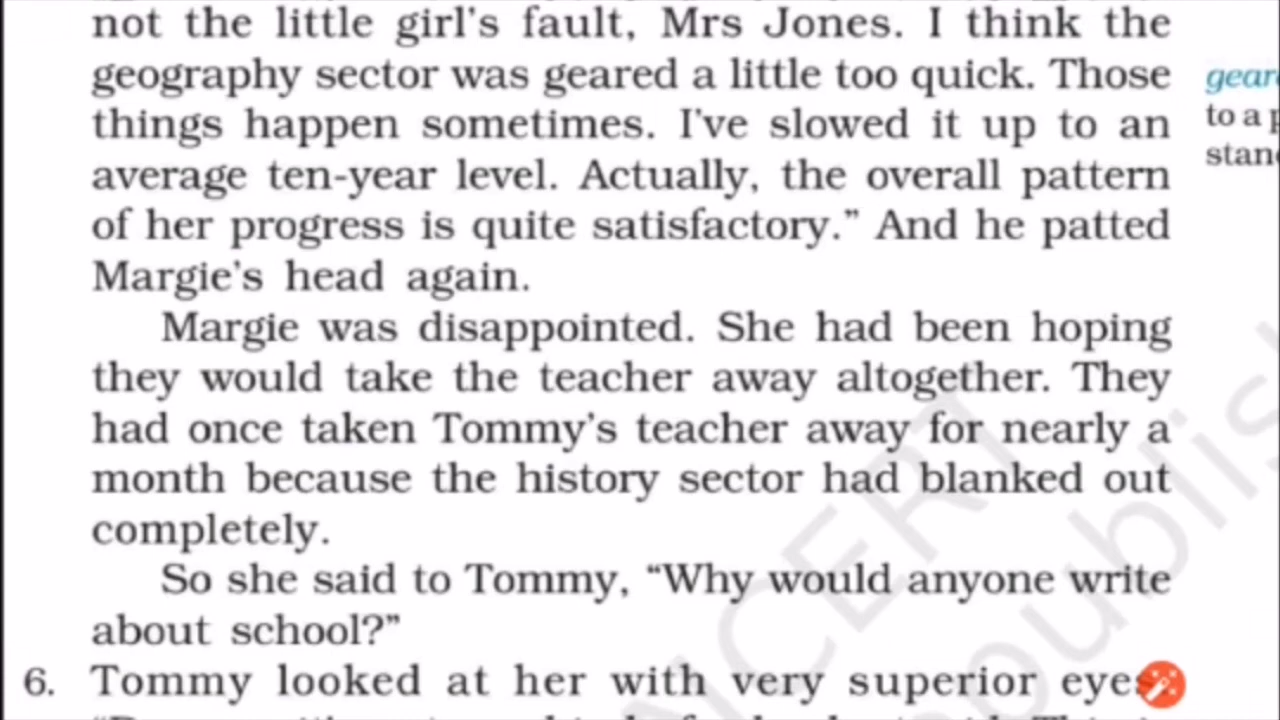 not the little girl's fault, Mrs Jones. I think the
geography sector was geared a little too quick. Those
things happen sometimes. I've slowed it up to an
average ten-year level. Actually, the overall pattern
of her progress is quite satisfactory.” And he patted
Margie's head again.
Margie was disappointed. She had been hoping
they would take the teacher away altogether. They
had once taken Tommy's teacher away for nearly a
month because the history sector had blanked out
completely.
So she said to Tommy, “Why would anyone write
about school?”
6. Tommy looked at her with very superior eyes
gear
to a p
stand
NCERT